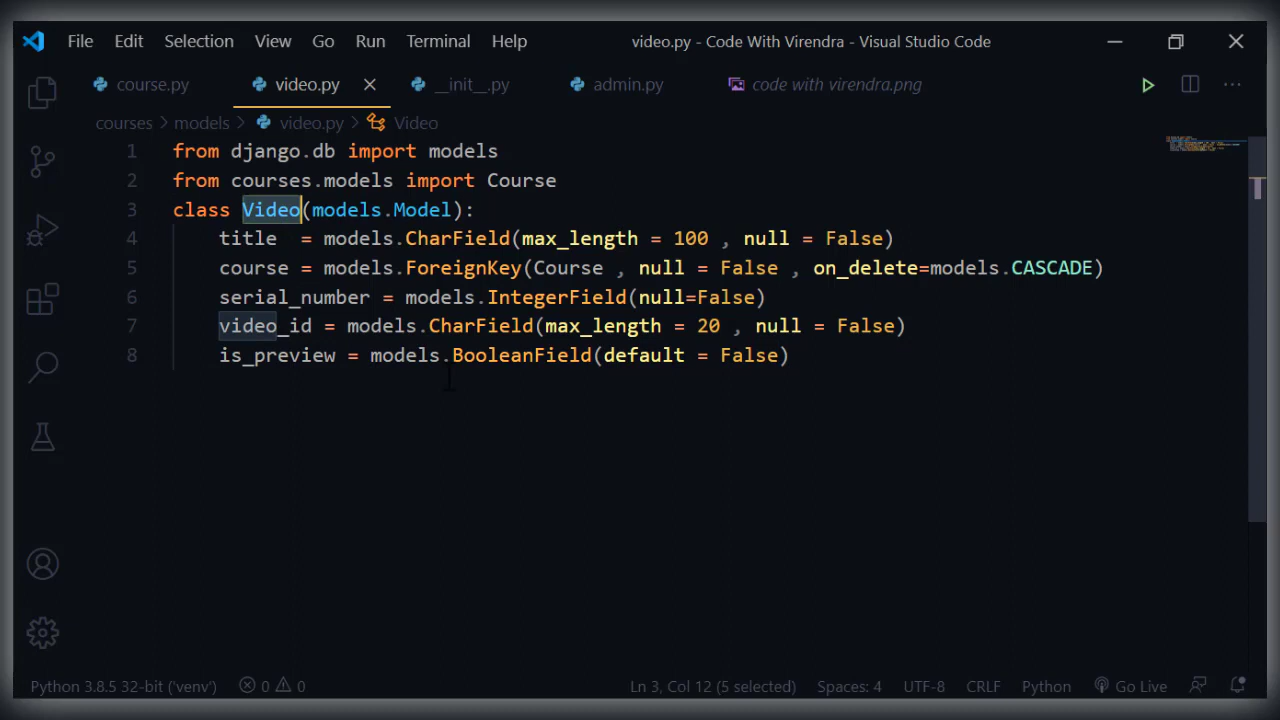 File Edit Selection View Go Run Terminal Help video.py - Code With Virendra - Visual Studio Code
course.py video.py __init__.py admin.py code with virendra.png
courses > models > video.py > Video
1 from django.db import models
2 from courses.models import Course
3 class Video(models.Model):
4 title = models.CharField(max_length = 100 , null = False)
5 course = models.ForeignKey(Course , null = False , on_delete=models.CASCADE)
6 serial_number = models.IntegerField(null=False)
7 video_id = models.CharField(max_length = 20 , null = False)
8 is_preview = models.BooleanField(default = False)
Python 3.8.5 32-bit ('venv') 0 0 Ln 3, Col 12 (5 selected) Spaces: 4 UTF-8 CRLF Python Go Live